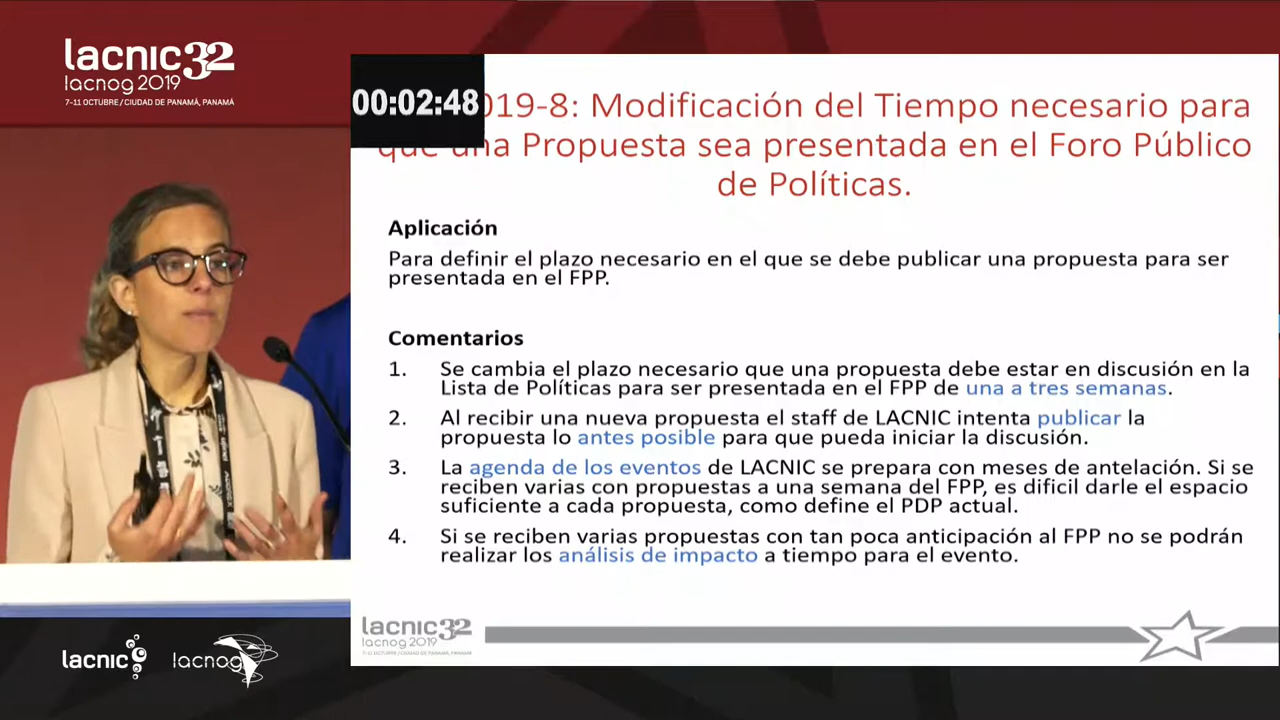 lacnic32
lacnog 2019
7-11 OCTUBRE / CIUDAD DE PANAMÁ, PANAMÁ
00:02:48
019-8: Modificación del Tiempo necesario para
que una Propuesta sea presentada en el Foro Público
de Políticas.
Aplicación
Para definir el plazo necesario en el que se debe publicar una propuesta para ser
presentada en el FPP.
Comentarios
1. Se cambia el plazo necesario que una propuesta debe estar en discusión en la
Lista de Políticas para ser presentada en el FPP de una a tres semanas.
2. Al recibir una nueva propuesta el staff de LACNIC intenta publicar la
propuesta lo antes posible para que pueda iniciar la discusión.
3. La agenda de los eventos de LACNIC se prepara con meses de antelación. Si se
reciben varias con propuestas a una semana del FPP, es dificil darle el espacio
suficiente a cada propuesta, como define el PDP actual.
4. Si se reciben varias propuestas con tan poca anticipación al FPP no se podrán
realizar los análisis de impacto a tiempo para el evento.
lacnic32
lacnog 2019
7-11 OCTUBRE / CIUDAD DE PANAMÁ, PANAMÁ
lacnic
lacnog